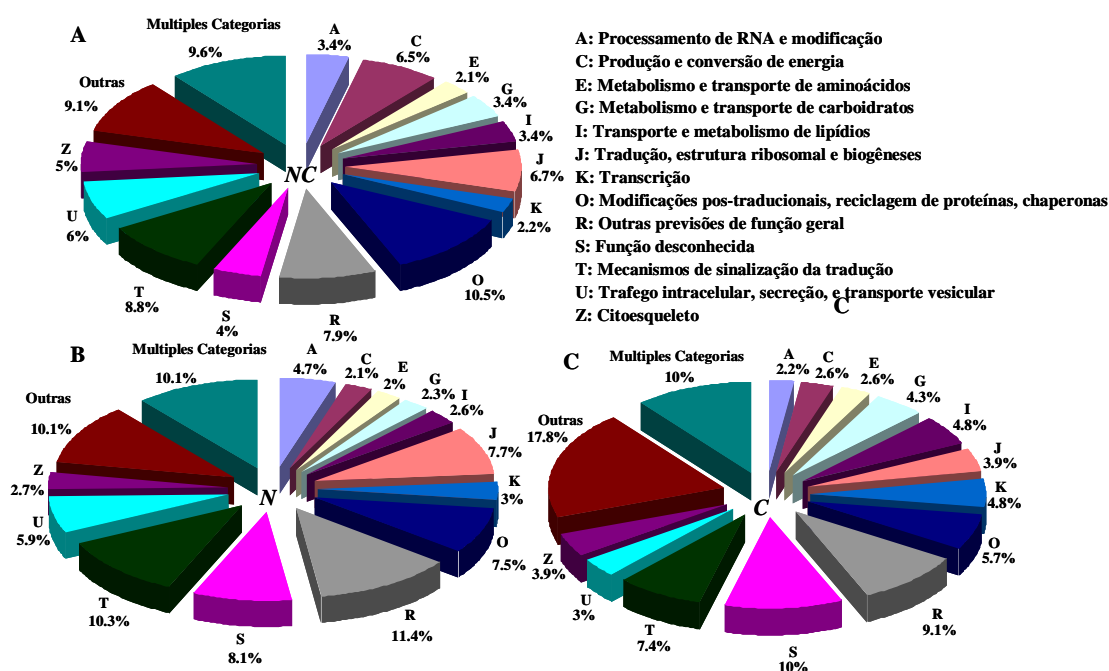 A
Multiples Categorias
9.6%
A
3.4%
C
6.5%
E
2.1%
G
3.4%
I
3.4%
J
6.7%
K
2.2%
O
10.5%
R
7.9%
S
4%
T
8.8%
U
6%
Z
5%
Outras
9.1%
NC
A: Processamento de RNA e modificação
C: Produção e conversão de energia
E: Metabolismo e transporte de aminoácidos
G: Metabolismo e transporte de carboidratos
I: Transporte e metabolismo de lipídios
J: Tradução, estrutura ribosomal e biogêneses
K: Transcrição
O: Modificações pos-traducionais, reciclagem de proteínas, chaperonas
R: Outras previsões de função geral
S: Função desconhecida
T: Mecanismos de sinalização da tradução
U: Trafego intracelular, secreção, e transporte vesicular
Z: Citoesqueleto
C
B
Multiples Categorias
10.1%
A
4.7%
C
2.1%
E
2%
G
2.3%
I
2.6%
J
7.7%
K
3%
O
7.5%
R
11.4%
S
8.1%
T
10.3%
U
5.9%
Z
2.7%
Outras
10.1%
N
C
Multiples Categorias
10%
A
2.2%
C
2.6%
E
2.6%
G
4.3%
I
4.8%
J
3.9%
K
4.8%
O
5.7%
R
9.1%
S
10%
T
7.4%
U
3%
Z
3.9%
Outras
17.8%
C